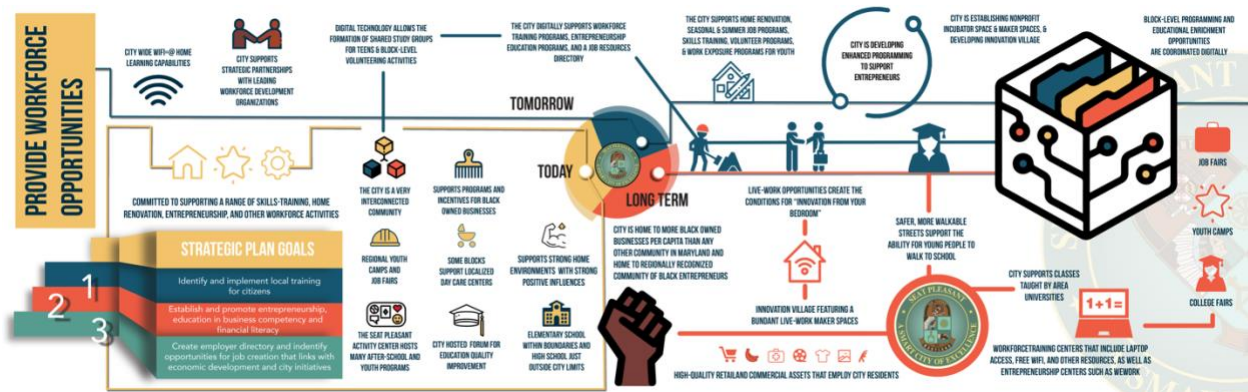 PROVIDE WORKFORCE
OPPORTUNITIES
CITY WIDE WIFI+@ HOME
LEARNING CAPABILITIES
CITY SUPPORTS
STRATEGIC PARTNERSHIPS
WITH LEADING
WORKFORCE DEVELOPMENT
ORGANIZATIONS
DIGITAL TECHNOLOGY ALLOWS THE
FORMATION OF SHARED STUDY GROUPS
FOR TEENS & BLOCK-LEVEL
VOLUNTEERING ACTIVITIES
THE CITY DIGITALLY SUPPORTS WORKFORCE
TRAINING PROGRAMS, ENTREPRENEURSHIP
EDUCATION PROGRAMS, AND A JOB RESOURCES
DIRECTORY
THE CITY SUPPORTS HOME RENOVATION,
SEASONAL & SUMMER JOB PROGRAMS,
SKILLS TRAINING, VOLUNTEER PROGRAMS,
& WORK EXPOSURE PROGRAMS FOR YOUTH
CITY IS DEVELOPING
ENHANCED PROGRAMMING
TO SUPPORT
ENTREPRENEURS
CITY IS ESTABLISHING NONPROFIT
INCUBATOR SPACE & MAKER SPACES, &
DEVELOPING INNOVATION VILLAGE
BLOCK-LEVEL PROGRAMMING AND
EDUCATIONAL ENRICHMENT
OPPORTUNITIES
ARE COORDINATED DIGITALLY
TOMORROW
TODAY
LONG TERM
COMMITTED TO SUPPORTING A RANGE OF SKILLS-TRAINING, HOME
RENOVATION, ENTREPRENEURSHIP, AND OTHER WORKFORCE ACTIVITIES
STRATEGIC PLAN GOALS
1
Identify and implement local training
for citizens
2
Establish and promote entrepreneurship,
education in business competency and
financial literacy
3
Create employer directory and indentify
opportunities for job creation that links with
economic development and city initiatives
THE CITY IS A VERY
INTERCONNECTED
COMMUNITY
SUPPORTS PROGRAMS AND
INCENTIVES FOR BLACK
OWNED BUSINESSES
REGIONAL YOUTH
CAMPS AND
JOB FAIRS
SOME BLOCKS
SUPPORT LOCALIZED
DAY CARE CENTERS
SUPPORTS STRONG HOME
ENVIRONMENTS WITH STRONG
POSITIVE INFLUENCES
THE SEAT PLEASANT
ACTIVITY CENTER HOSTS
MANY AFTER-SCHOOL AND
YOUTH PROGRAMS
CITY HOSTED FORUM FOR
EDUCATION QUALITY
IMPROVEMENT
ELEMENTARY SCHOOL
WITHIN BOUNDARIES AND
HIGH SCHOOL JUST
OUTSIDE CITY LIMITS
CITY IS HOME TO MORE BLACK OWNED
BUSINESSES PER CAPITA THAN ANY
OTHER COMMUNITY IN MARYLAND AND
HOME TO REGIONALLY RECOGNIZED
COMMUNITY OF BLACK ENTREPRENEURS
LIVE-WORK OPPORTUNITIES CREATE THE
CONDITIONS FOR "INNOVATION FROM YOUR
BEDROOM"
INNOVATION VILLAGE FEATURING A
BUNDANT LIVE-WORK MAKER SPACES
HIGH-QUALITY RETAILAND COMMERCIAL ASSETS THAT EMPLOY CITY RESIDENTS
SAFER, MORE WALKABLE
STREETS SUPPORT THE
ABILITY FOR YOUNG PEOPLE TO
WALK TO SCHOOL
SEAT PLEASANT
A SMART CITY OF EXCELLENCE
CITY SUPPORTS CLASSES
TAUGHT BY AREA
UNIVERSITIES
1+1=
WORKFORCETRAINING CENTERS THAT INCLUDE LAPTOP
ACCESS, FREE WIFI, AND OTHER RESOURCES, AS WELL AS
ENTREPRENEURSHIP CENTERS SUCH AS WEWORK
JOB FAIRS
YOUTH CAMPS
COLLEGE FAIRS